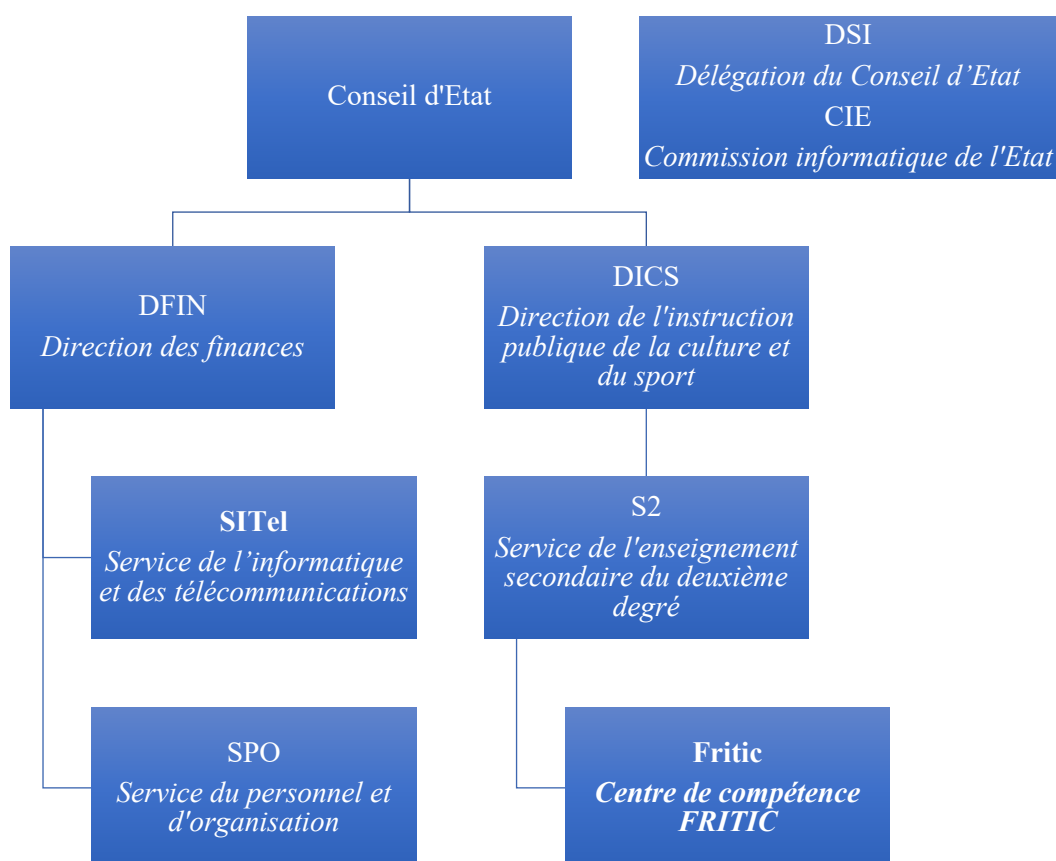 Conseil d'Etat
DSI
Délégation du Conseil d’Etat
CIE
Commission informatique de l'Etat
DFIN
Direction des finances
DICS
Direction de l'instruction
publique de la culture et
du sport
SITel
Service de l’informatique
et des télécommunications
S2
Service de l'enseignement
secondaire du deuxième
degré
SPO
Service du personnel et
d'organisation
Fritic
Centre de compétence
FRITIC